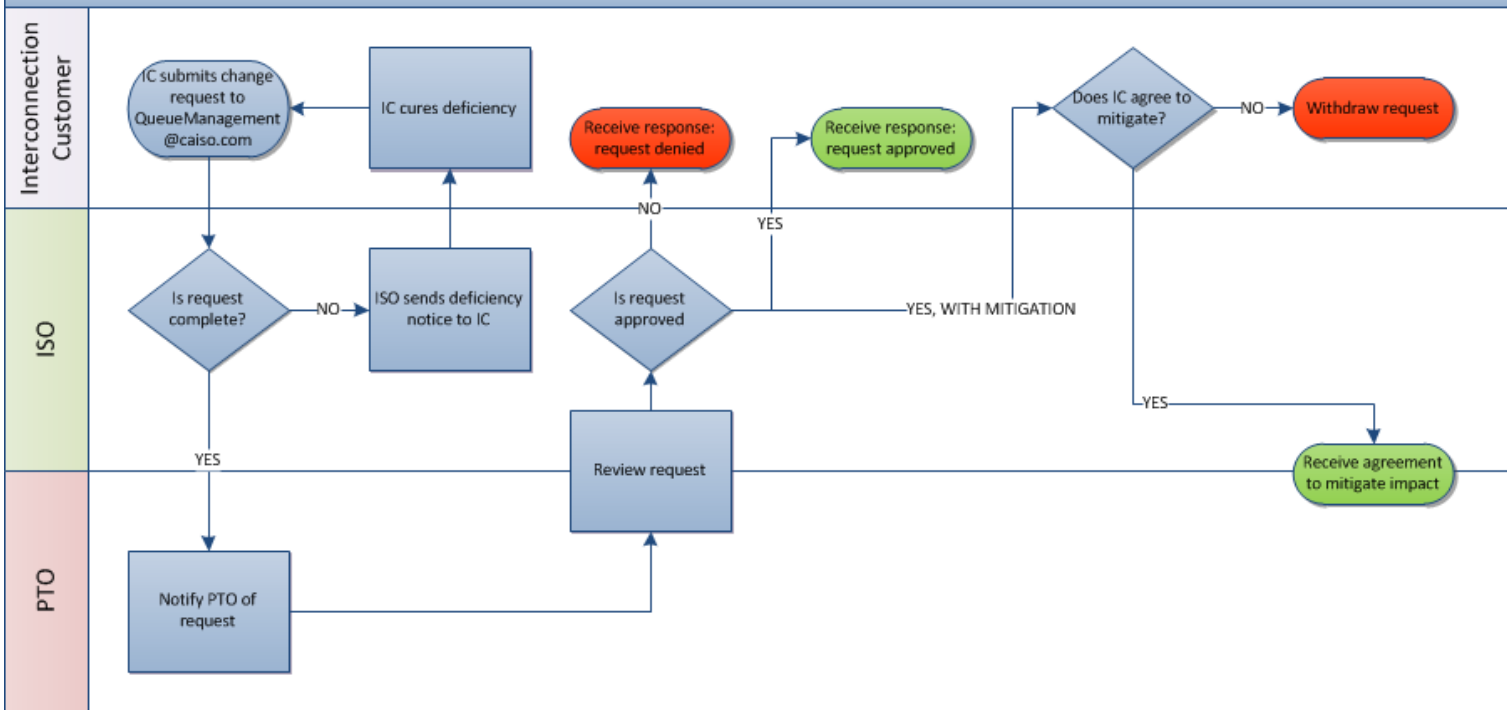 Interconnection
Customer
IC submits change
request to
QueueManagement
@caiso.com
IC cures deficiency
Receive response:
request denied
Receive response:
request approved
Does IC agree to
mitigate?
NO
Withdraw request
ISO
Is request
complete?
NO
ISO sends deficiency
notice to IC
NO
Is request
approved
YES
YES, WITH MITIGATION
YES
YES
Review request
Receive agreement
to mitigate impact
PTO
Notify PTO of
request